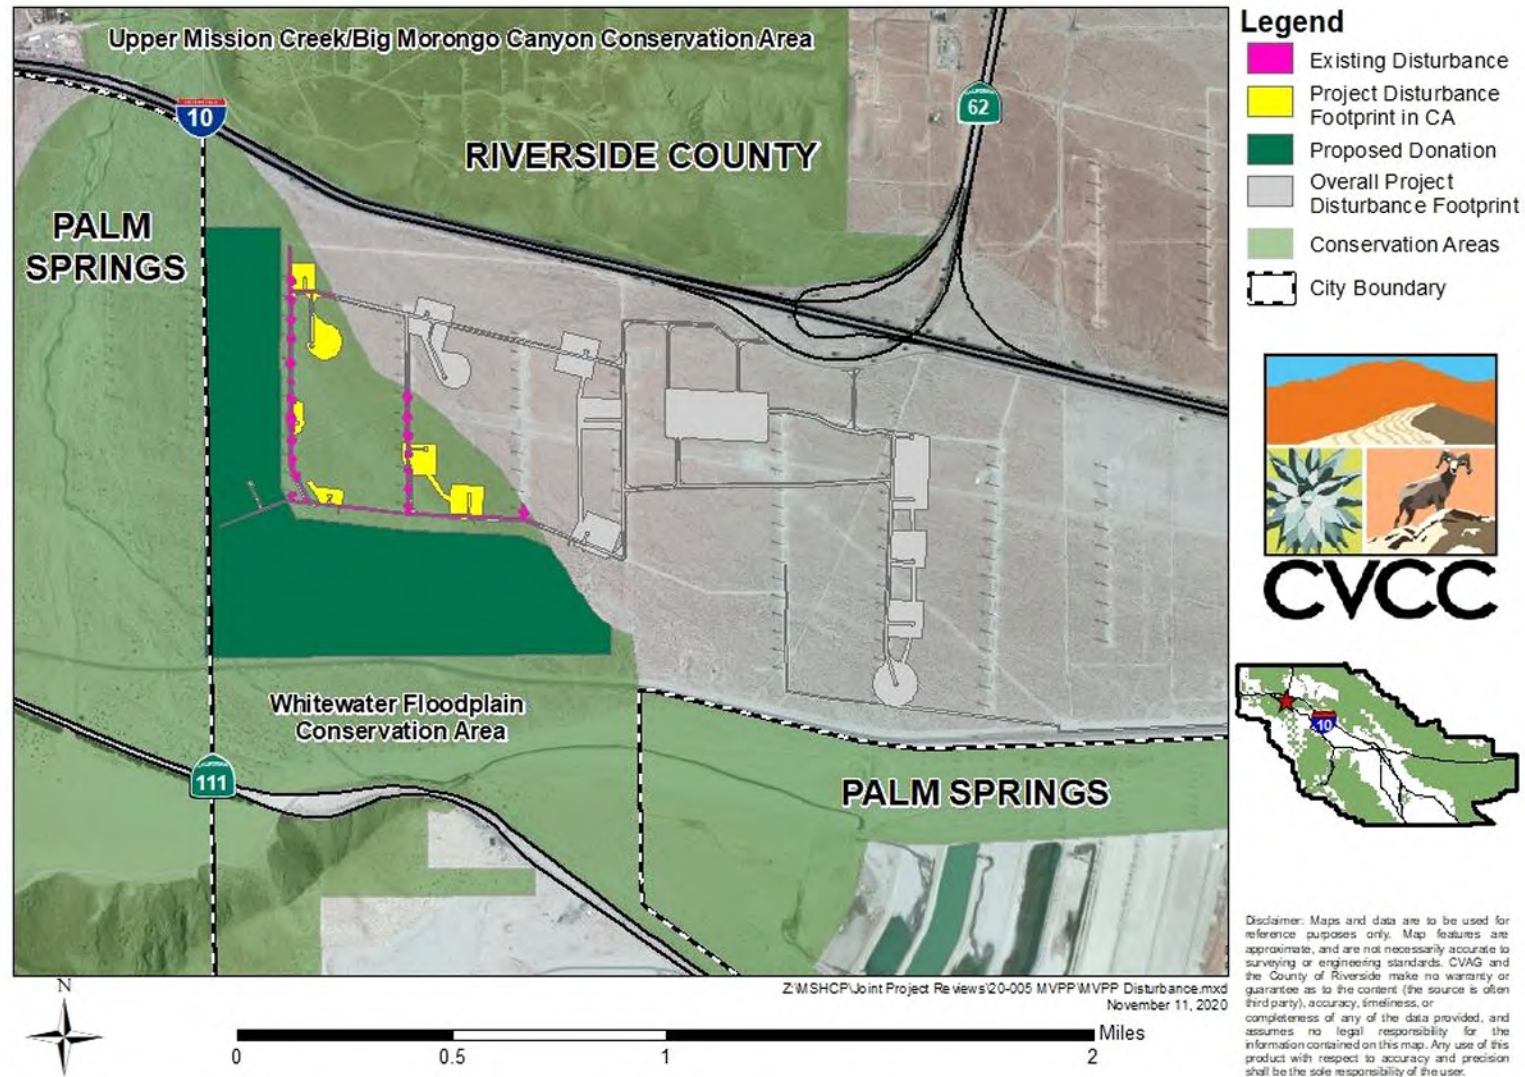 Upper Mission Creek/Big Morongo Canyon Conservation Area
10
CALIFORNIA
62
RIVERSIDE COUNTY
PALM
SPRINGS
Whitewater Floodplain
Conservation Area
CALIFORNIA
111
PALM SPRINGS
Legend
Existing Disturbance
Project Disturbance
Footprint in CA
Proposed Donation
Overall Project
Disturbance Footprint
Conservation Areas
City Boundary
CVCC
10
Disclaimer: Maps and data are to be used for
reference purposes only. Map features are
approximate, and are not necessarily accurate to
surveying or engineering standards. CVAG and
the County of Riverside make no warranty or
guarantee as to the content (the source is often
third party), accuracy, timeliness, or
completeness of any of the data provided, and
assumes no legal responsibility for the
information contained on this map. Any use of this
product with respect to accuracy and precision
shall be the sole responsibility of the user.
Z:\MSHCP\Joint Project Reviews\20-005 MVPP\MVPP Disturbance.mxd
November 11, 2020
N
Miles
0 0.5 1 2